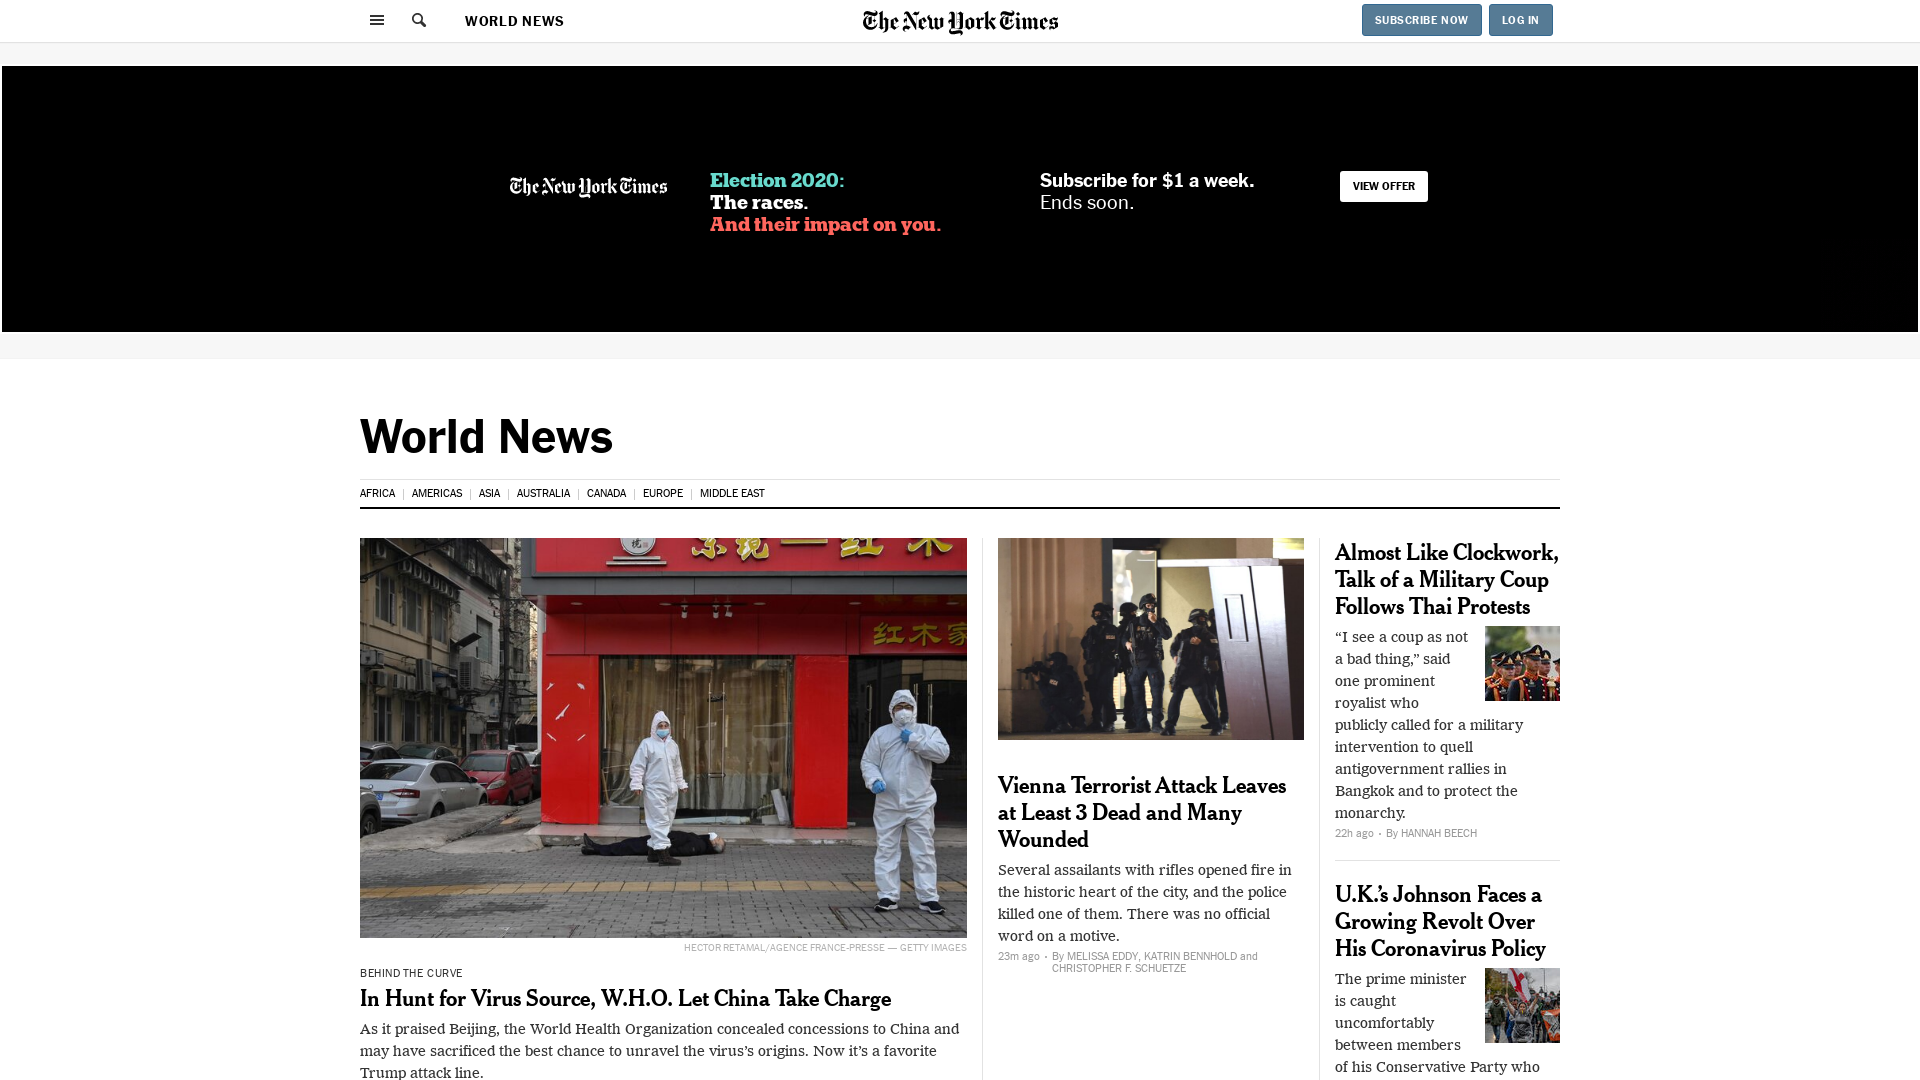 WORLD NEWS
The New York Times
SUBSCRIBE NOW
LOG IN
The New York Times
Election 2020:
The races.
And their impact on you.
Subscribe for $1 a week.
Ends soon.
VIEW OFFER
World News
AFRICA
AMERICAS
ASIA
AUSTRALIA
CANADA
EUROPE
MIDDLE EAST
红木家
HECTOR RETAMAL/AGENCE FRANCE-PRESSE — GETTY IMAGES
BEHIND THE CURVE
In Hunt for Virus Source, W.H.O. Let China Take Charge
As it praised Beijing, the World Health Organization concealed concessions to China and
may have sacrificed the best chance to unravel the virus’s origins. Now it’s a favorite
Trump attack line.
Vienna Terrorist Attack Leaves
at Least 3 Dead and Many
Wounded
Several assailants with rifles opened fire in
the historic heart of the city, and the police
killed one of them. There was no official
word on a motive.
23m ago · By MELISSA EDDY, KATRIN BENNHOLD and
CHRISTOPHER F. SCHUETZE
Almost Like Clockwork,
Talk of a Military Coup
Follows Thai Protests
“I see a coup as not
a bad thing,” said
one prominent
royalist who
publicly called for a military
intervention to quell
antigovernment rallies in
Bangkok and to protect the
monarchy.
22h ago · By HANNAH BEECH
U.K.’s Johnson Faces a
Growing Revolt Over
His Coronavirus Policy
The prime minister
is caught
uncomfortably
between members
of his Conservative Party who